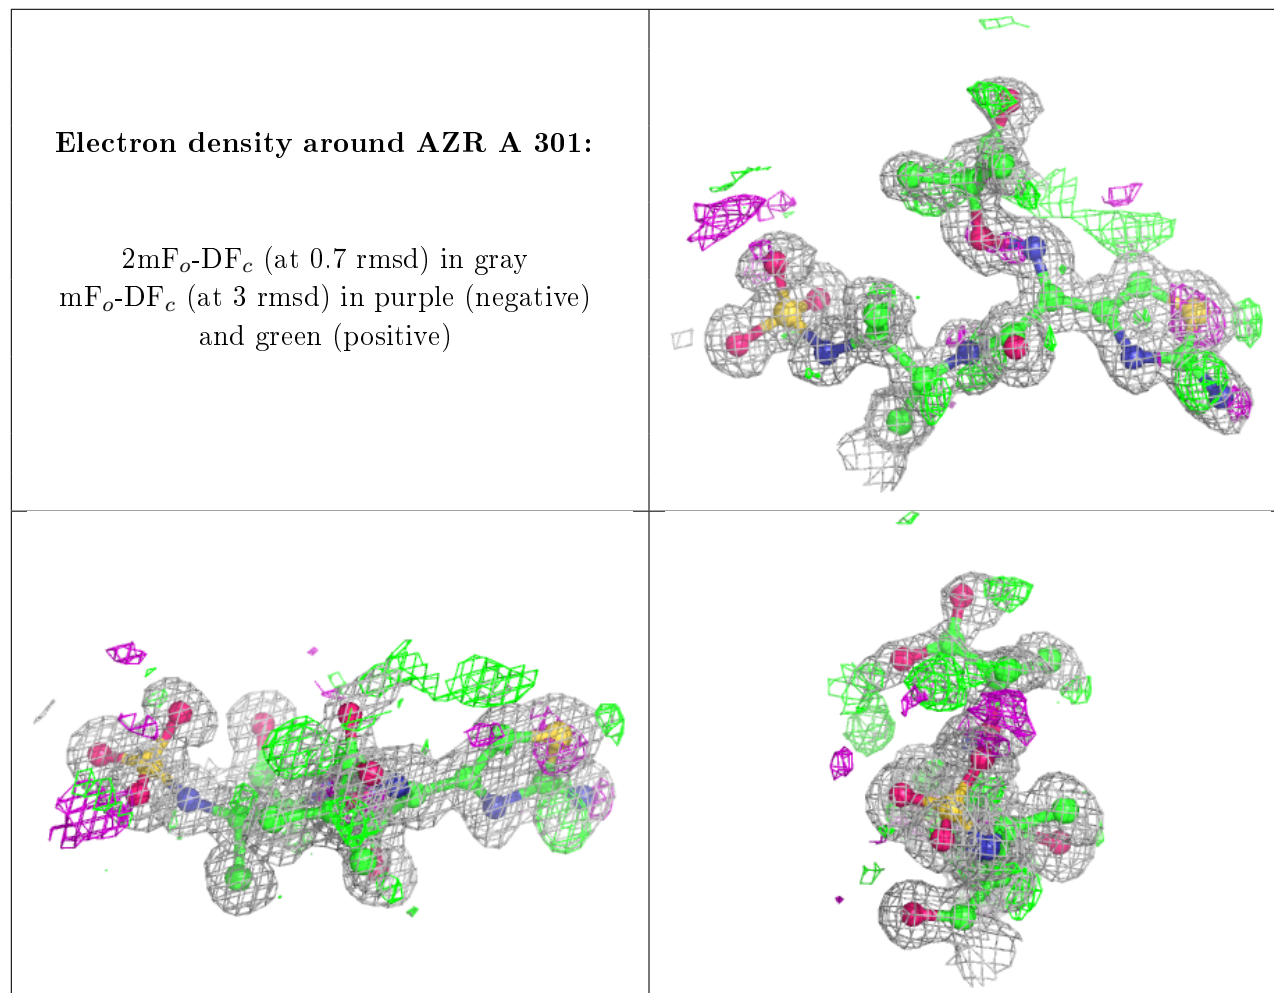 Electron density around AZR A 301:
2mFₒ-DF𝒸 (at 0.7 rmsd) in gray
mFₒ-DF𝒸 (at 3 rmsd) in purple (negative)
and green (positive)